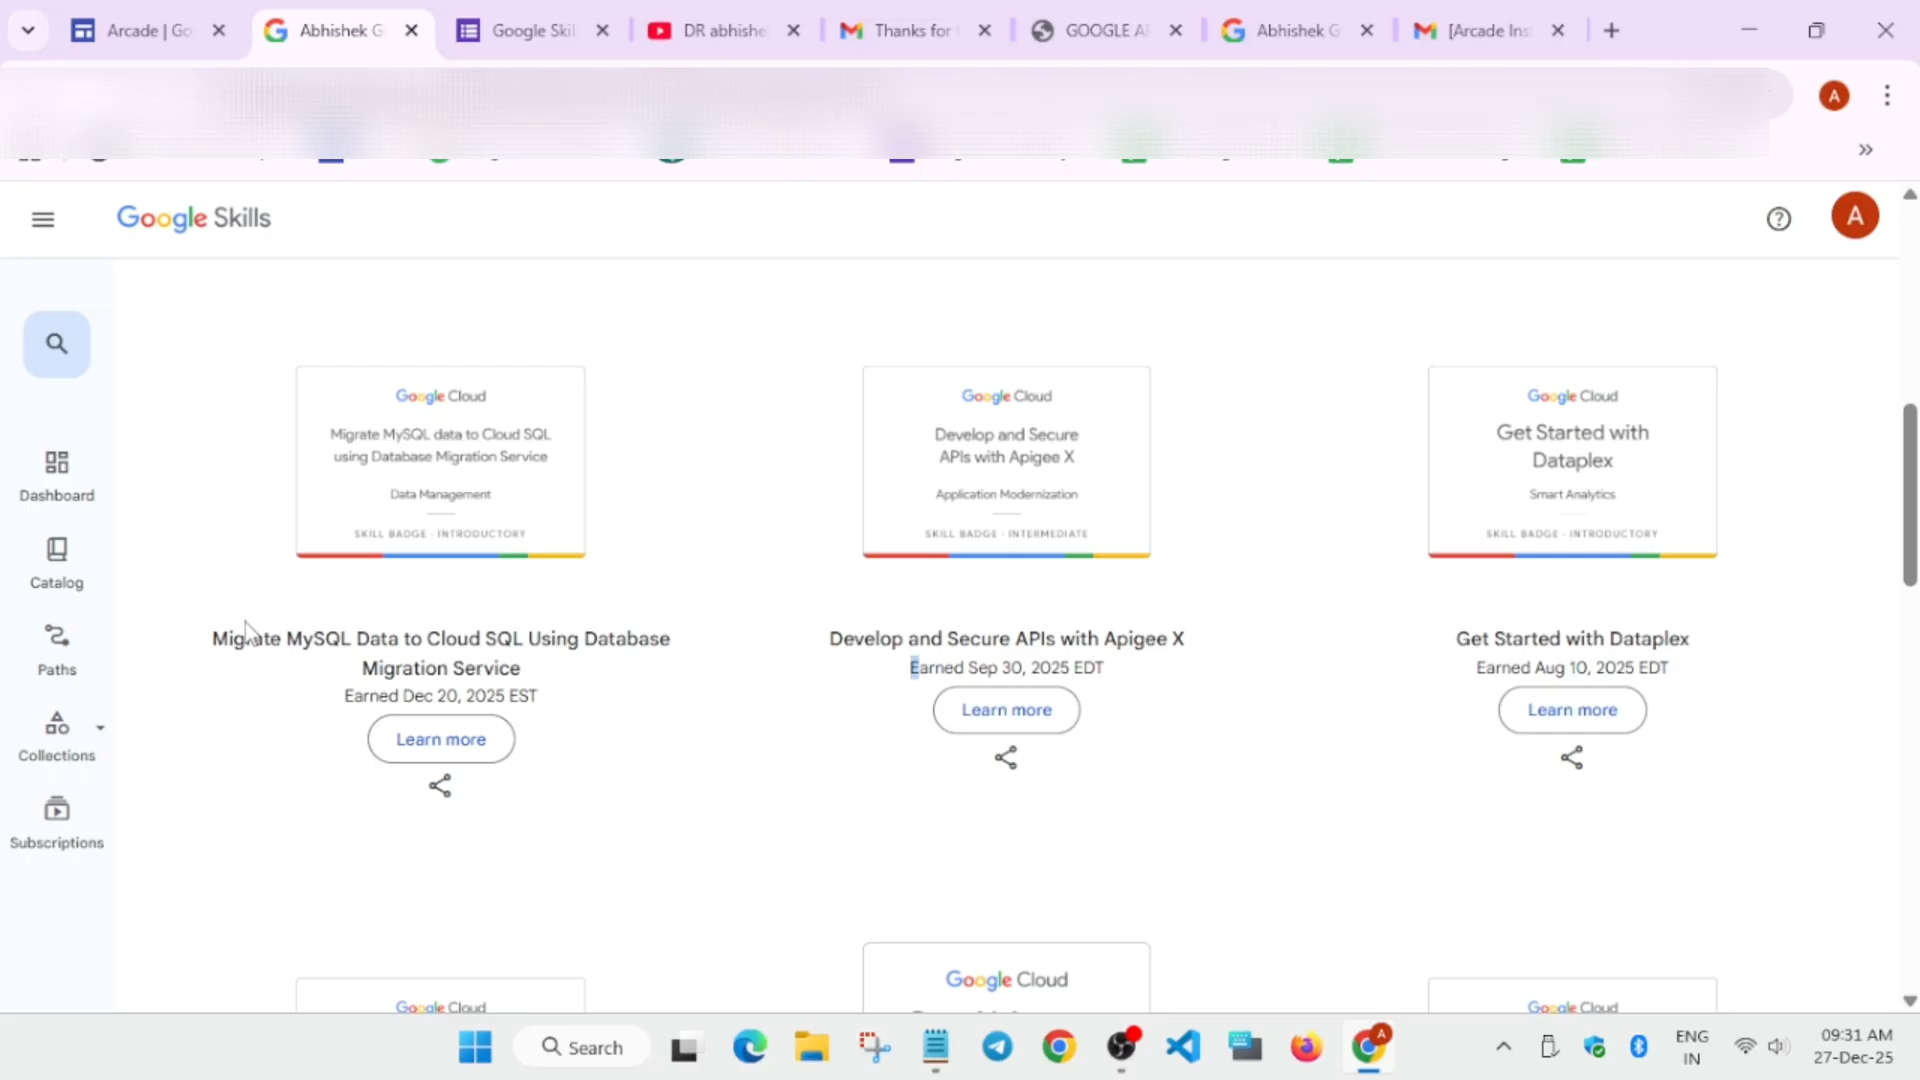 Arcade | Go
Abhishek G
Google Skil
DR abhishe
Thanks for
GOOGLE A
Abhishek G
[Arcade Ins
A
Google Skills
A
Dashboard
Catalog
Paths
Collections
Subscriptions
Google Cloud
Migrate MySQL data to Cloud SQL
using Database Migration Service
Data Management
SKILL BADGE · INTRODUCTORY
Migrate MySQL Data to Cloud SQL Using Database
Migration Service
Earned Dec 20, 2025 EST
Learn more
Google Cloud
Develop and Secure
APIs with Apigee X
Application Modernization
SKILL BADGE · INTERMEDIATE
Develop and Secure APIs with Apigee X
Earned Sep 30, 2025 EDT
Learn more
Google Cloud
Get Started with
Dataplex
Smart Analytics
SKILL BADGE · INTRODUCTORY
Get Started with Dataplex
Earned Aug 10, 2025 EDT
Learn more
Google Cloud
Google Cloud
Google Cloud
Search
A
ENG
IN
09:31 AM
27-Dec-25